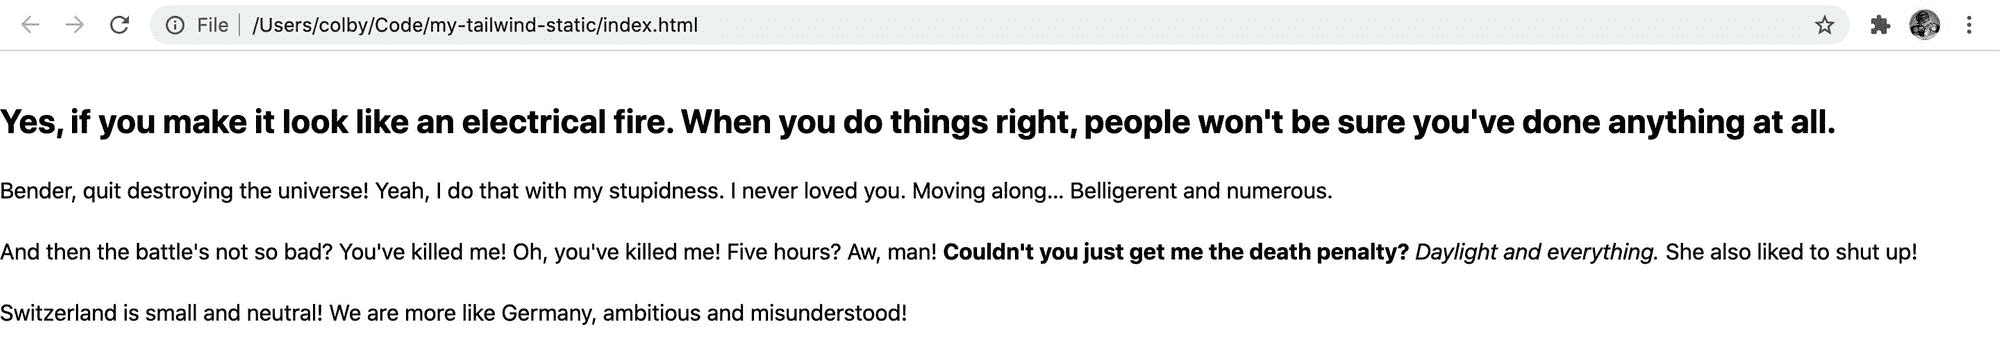 File /Users/colby/Code/my-tailwind-static/index.html
Yes, if you make it look like an electrical fire. When you do things right, people won't be sure you've done anything at all.
Bender, quit destroying the universe! Yeah, I do that with my stupidness. I never loved you. Moving along… Belligerent and numerous.
And then the battle's not so bad? You've killed me! Oh, you've killed me! Five hours? Aw, man! Couldn't you just get me the death penalty? Daylight and everything. She also liked to shut up!
Switzerland is small and neutral! We are more like Germany, ambitious and misunderstood!